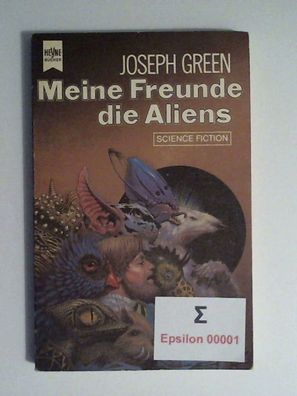 HEYNE
BÜCHER
JOSEPH GREEN
Meine Freunde
die Aliens
SCIENCE FICTION
Σ
Epsilon 00001